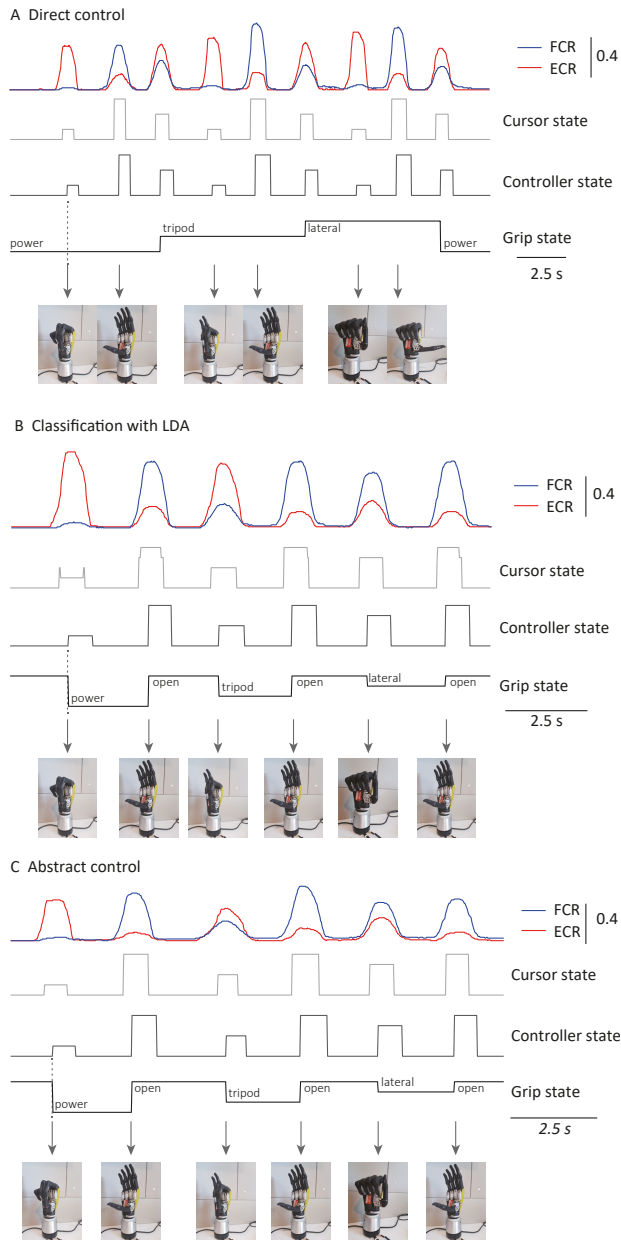 A Direct control
FCR
ECR
0.4
Cursor state
Controller state
power
tripod
lateral
power
Grip state
2.5 s
B Classification with LDA
FCR
ECR
0.4
Cursor state
Controller state
power
open
tripod
open
lateral
open
Grip state
2.5 s
C Abstract control
FCR
ECR
0.4
Cursor state
Controller state
power
open
tripod
open
lateral
open
Grip state
2.5 s